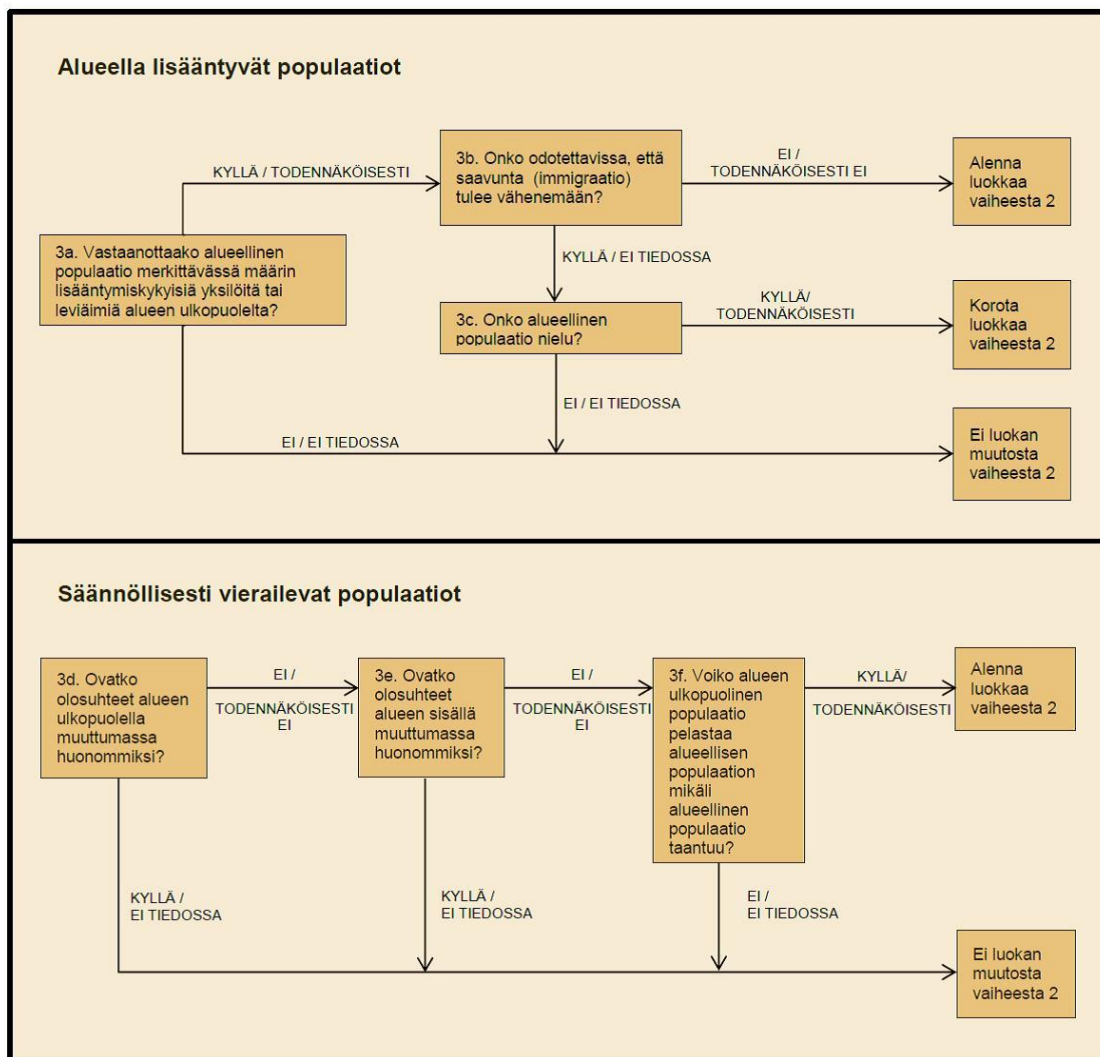 Alueella lisääntyvät populaatiot
KYLLÄ / TODENNÄKÖISESTI
3b. Onko odotettavissa, että
saavunta (immigraatio)
tulee vähenemään?
EI /
TODENNÄKÖISESTI EI
Alenna
luokkaa
vaiheesta 2
3a. Vastaanottaako alueellinen
populaatio merkittävässä määrin
lisääntymiskykyisiä yksilöitä tai
leviäimiä alueen ulkopuolelta?
KYLLÄ / EI TIEDOSSA
3c. Onko alueellinen
populaatio nielu?
KYLLÄ/
TODENNÄKÖISESTI
Korota
luokkaa
vaiheesta 2
EI / EI TIEDOSSA
EI / EI TIEDOSSA
Ei luokan
muutosta
vaiheesta 2
Säännöllisesti vierailevat populaatiot
3d. Ovatko
olosuhteet alueen
ulkopuolella
muuttumassa
huonommiksi?
EI /
TODENNÄKÖISESTI
EI
3e. Ovatko
olosuhteet
alueen sisällä
muuttumassa
huonommiksi?
EI /
TODENNÄKÖISESTI
EI
3f. Voiko alueen
ulkopuolinen
populaatio
pelastaa
alueellisen
populaation
mikäli
alueellinen
populaatio
taantuu?
KYLLÄ/
TODENNÄKÖISESTI
Alenna
luokkaa
vaiheesta 2
KYLLÄ /
EI TIEDOSSA
KYLLÄ /
EI TIEDOSSA
EI /
EI TIEDOSSA
Ei luokan
muutosta
vaiheesta 2